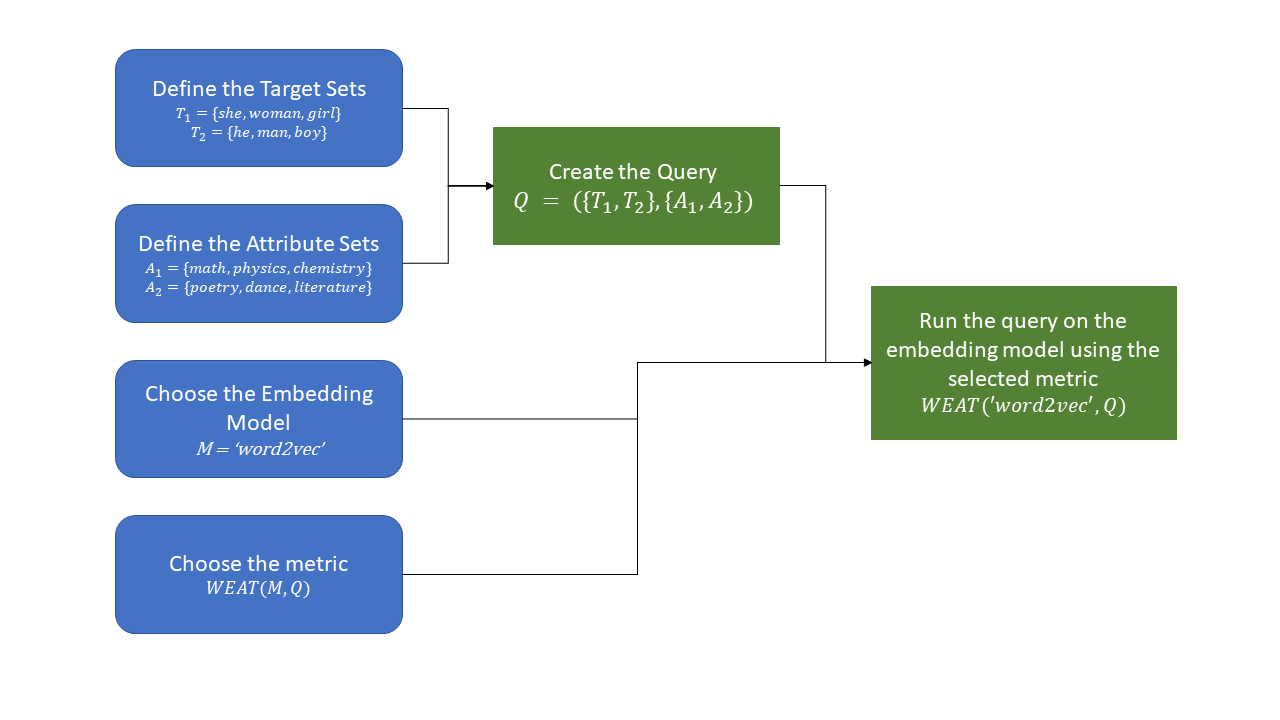 Define the Target Sets
T₁ = {she, woman, girl}
T₂ = {he, man, boy}
Define the Attribute Sets
A₁ = {math, physics, chemistry}
A₂ = {poetry, dance, literature}
Choose the Embedding
Model
M = ‘word2vec’
Choose the metric
WEAT(M, Q)
Create the Query
Q = ({T₁, T₂}, {A₁, A₂})
Run the query on the
embedding model using the
selected metric
WEAT('word2vec', Q)